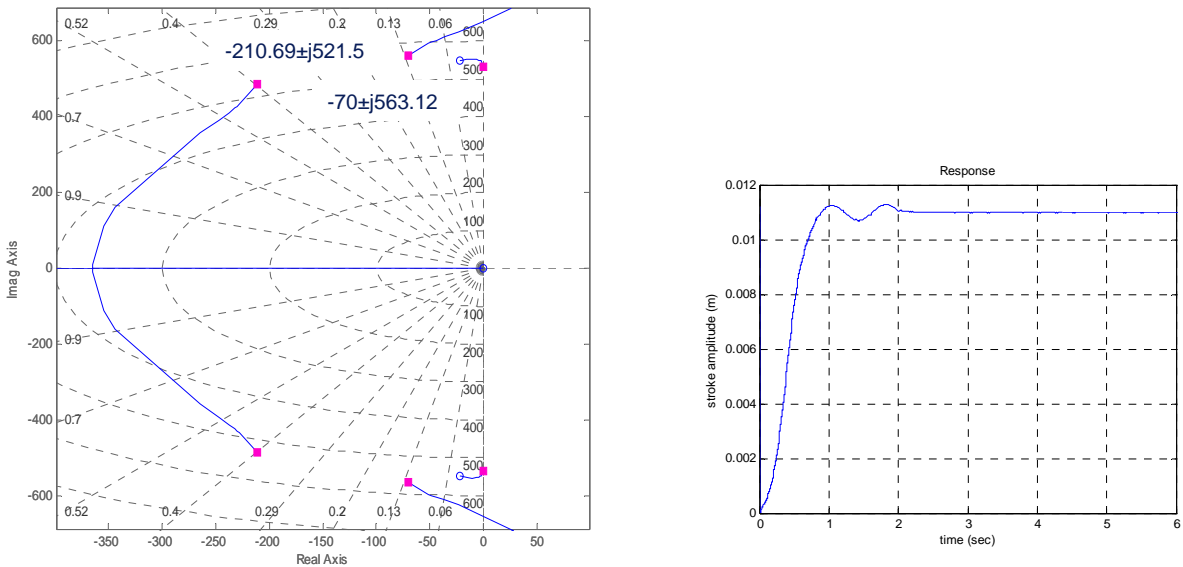 0.52 0.4 0.29 0.2 0.13 0.06
600
600
-210.69±j521.5
500
-70±j563.12
400
400
0.7
300
200
200
0.9
100
Imag Axis
0
100
-200
0.9
200
300
-400
0.7
400
500
-600
600
0.52 0.4 0.29 0.2 0.13 0.06
-350 -300 -250 -200 -150 -100 -50 0 50
Real Axis
Response
0.012
0.01
0.008
stroke amplitude (m)
0.006
0.004
0.002
0
0 1 2 3 4 5 6
time (sec)